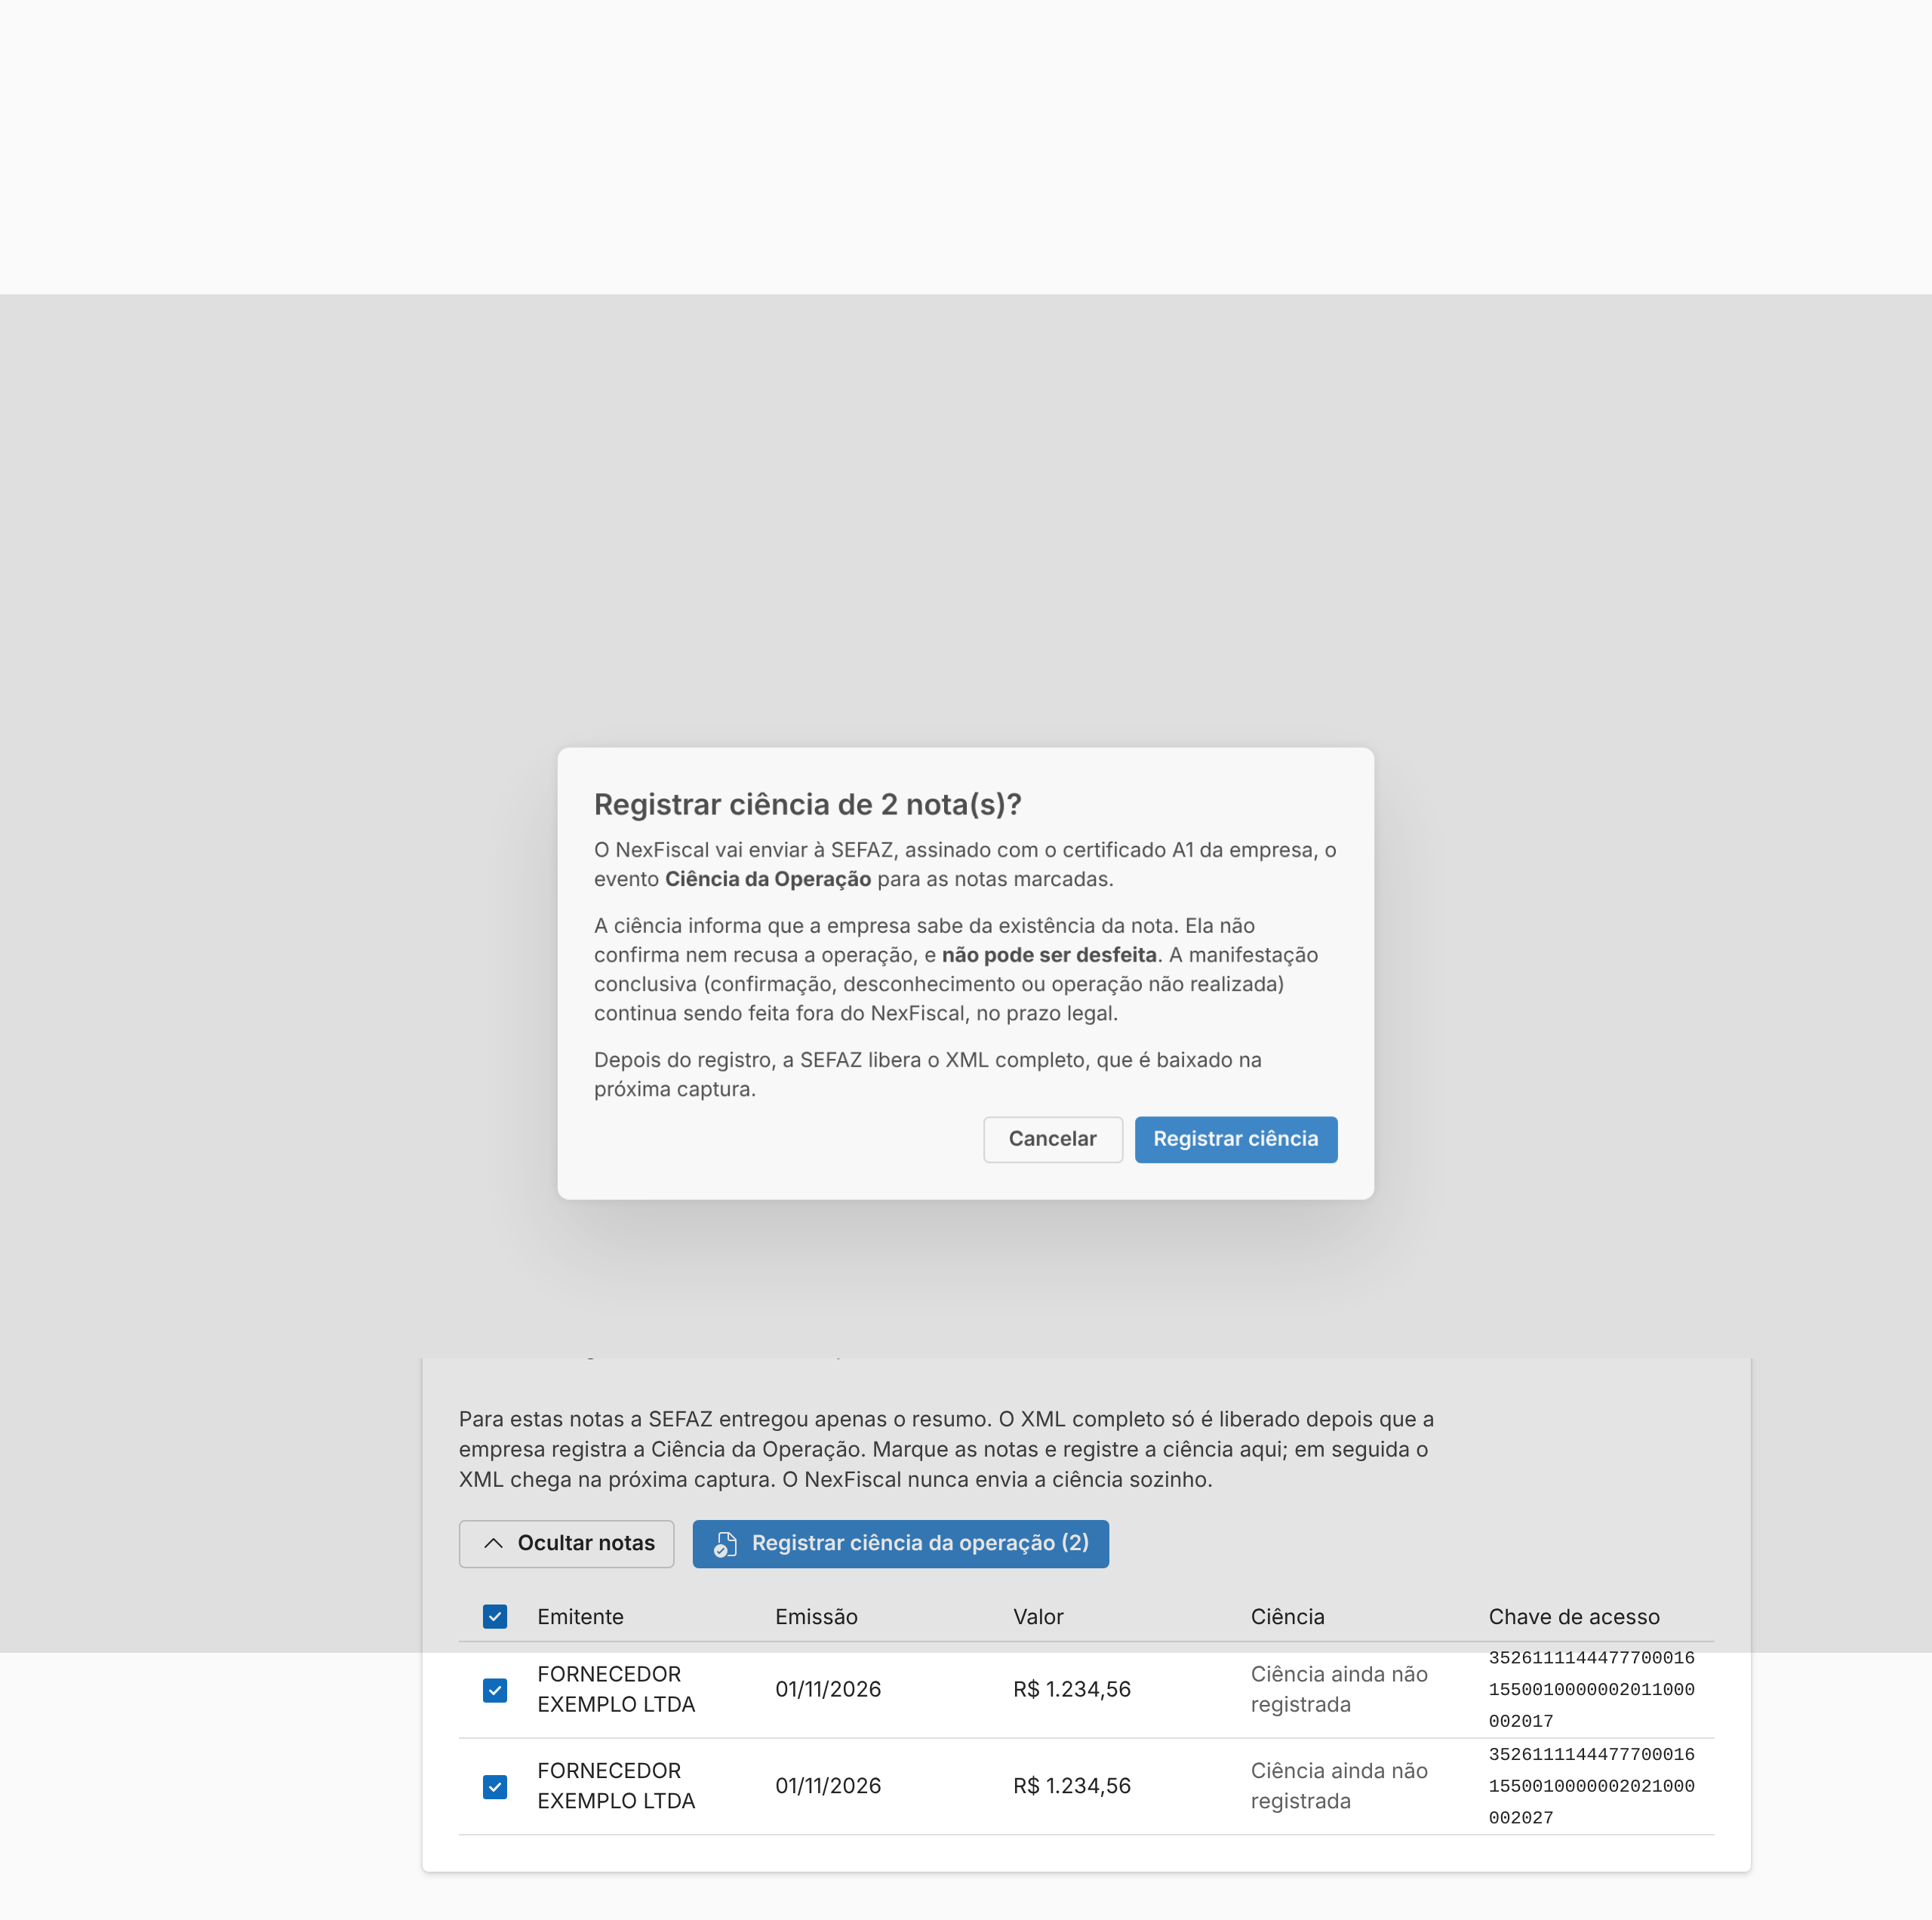 Registrar ciência de 2 nota(s)?
O NexFiscal vai enviar à SEFAZ, assinado com o certificado A1 da empresa, o
evento Ciência da Operação para as notas marcadas.
A ciência informa que a empresa sabe da existência da nota. Ela não
confirma nem recusa a operação, e não pode ser desfeita. A manifestação
conclusiva (confirmação, desconhecimento ou operação não realizada)
continua sendo feita fora do NexFiscal, no prazo legal.
Depois do registro, a SEFAZ libera o XML completo, que é baixado na
próxima captura.
Cancelar Registrar ciência
Para estas notas a SEFAZ entregou apenas o resumo. O XML completo só é liberado depois que a
empresa registra a Ciência da Operação. Marque as notas e registre a ciência aqui; em seguida o
XML chega na próxima captura. O NexFiscal nunca envia a ciência sozinho.
Ocultar notas Registrar ciência da operação (2)
Emitente Emissão Valor Ciência Chave de acesso
FORNECEDOR
EXEMPLO LTDA
01/11/2026
R$ 1.234,56
Ciência ainda não
registrada
3526111144477700016
1550010000002011000
002017
FORNECEDOR
EXEMPLO LTDA
01/11/2026
R$ 1.234,56
Ciência ainda não
registrada
3526111144477700016
1550010000002021000
002027